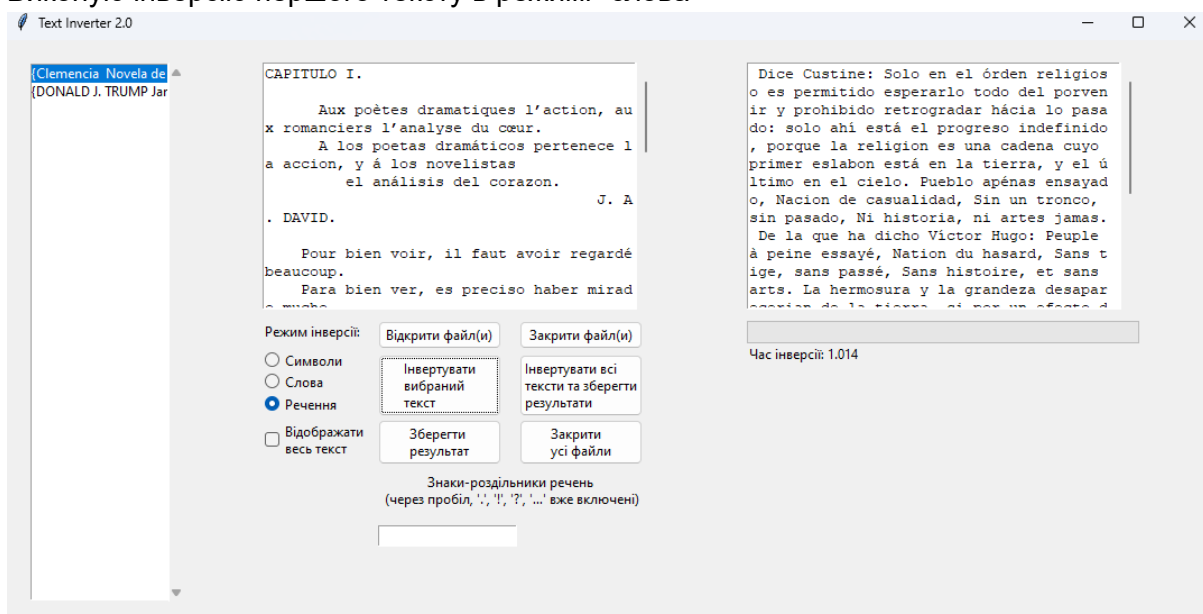 Text Inverter 2.0
{Clemencia Novela de
{DONALD J. TRUMP Jar
CAPITULO I.
Aux poètes dramatiques l’action, au
x romanciers l’analyse du cœur.
A los poetas dramáticos pertenece l
a accion, y á los novelistas
el análisis del corazon.
J. A
. DAVID.
Pour bien voir, il faut avoir regardé
beaucoup.
Para bien ver, es preciso haber mirad
Dice Custine: Solo en el órden religios
o es permitido esperarlo todo del porven
ir y prohibido retrogradar hácia lo pasa
do: solo ahí está el progreso indefinido
, porque la religion es una cadena cuyo
primer eslabon está en la tierra, y el ú
ltimo en el cielo. Pueblo apénas ensayad
o, Nacion de casualidad, Sin un tronco,
sin pasado, Ni historia, ni artes jamas.
De la que ha dicho Víctor Hugo: Peuple
à peine essayé, Nation du hasard, Sans t
ige, sans passé, Sans histoire, et sans
arts. La hermosura y la grandeza desapar
Режим інверсії:
Символи
Слова
Речення
Відображати
весь текст
Відкрити файл(и)
Закрити файл(и)
Інвертувати
вибраний
текст
Інвертувати всі
тексти та зберегти
результати
Зберегти
результат
Закрити
усі файли
Знаки-роздільники речень
(через пробіл, '.', '!', '?', '...' вже включені)
Час інверсії: 1.014